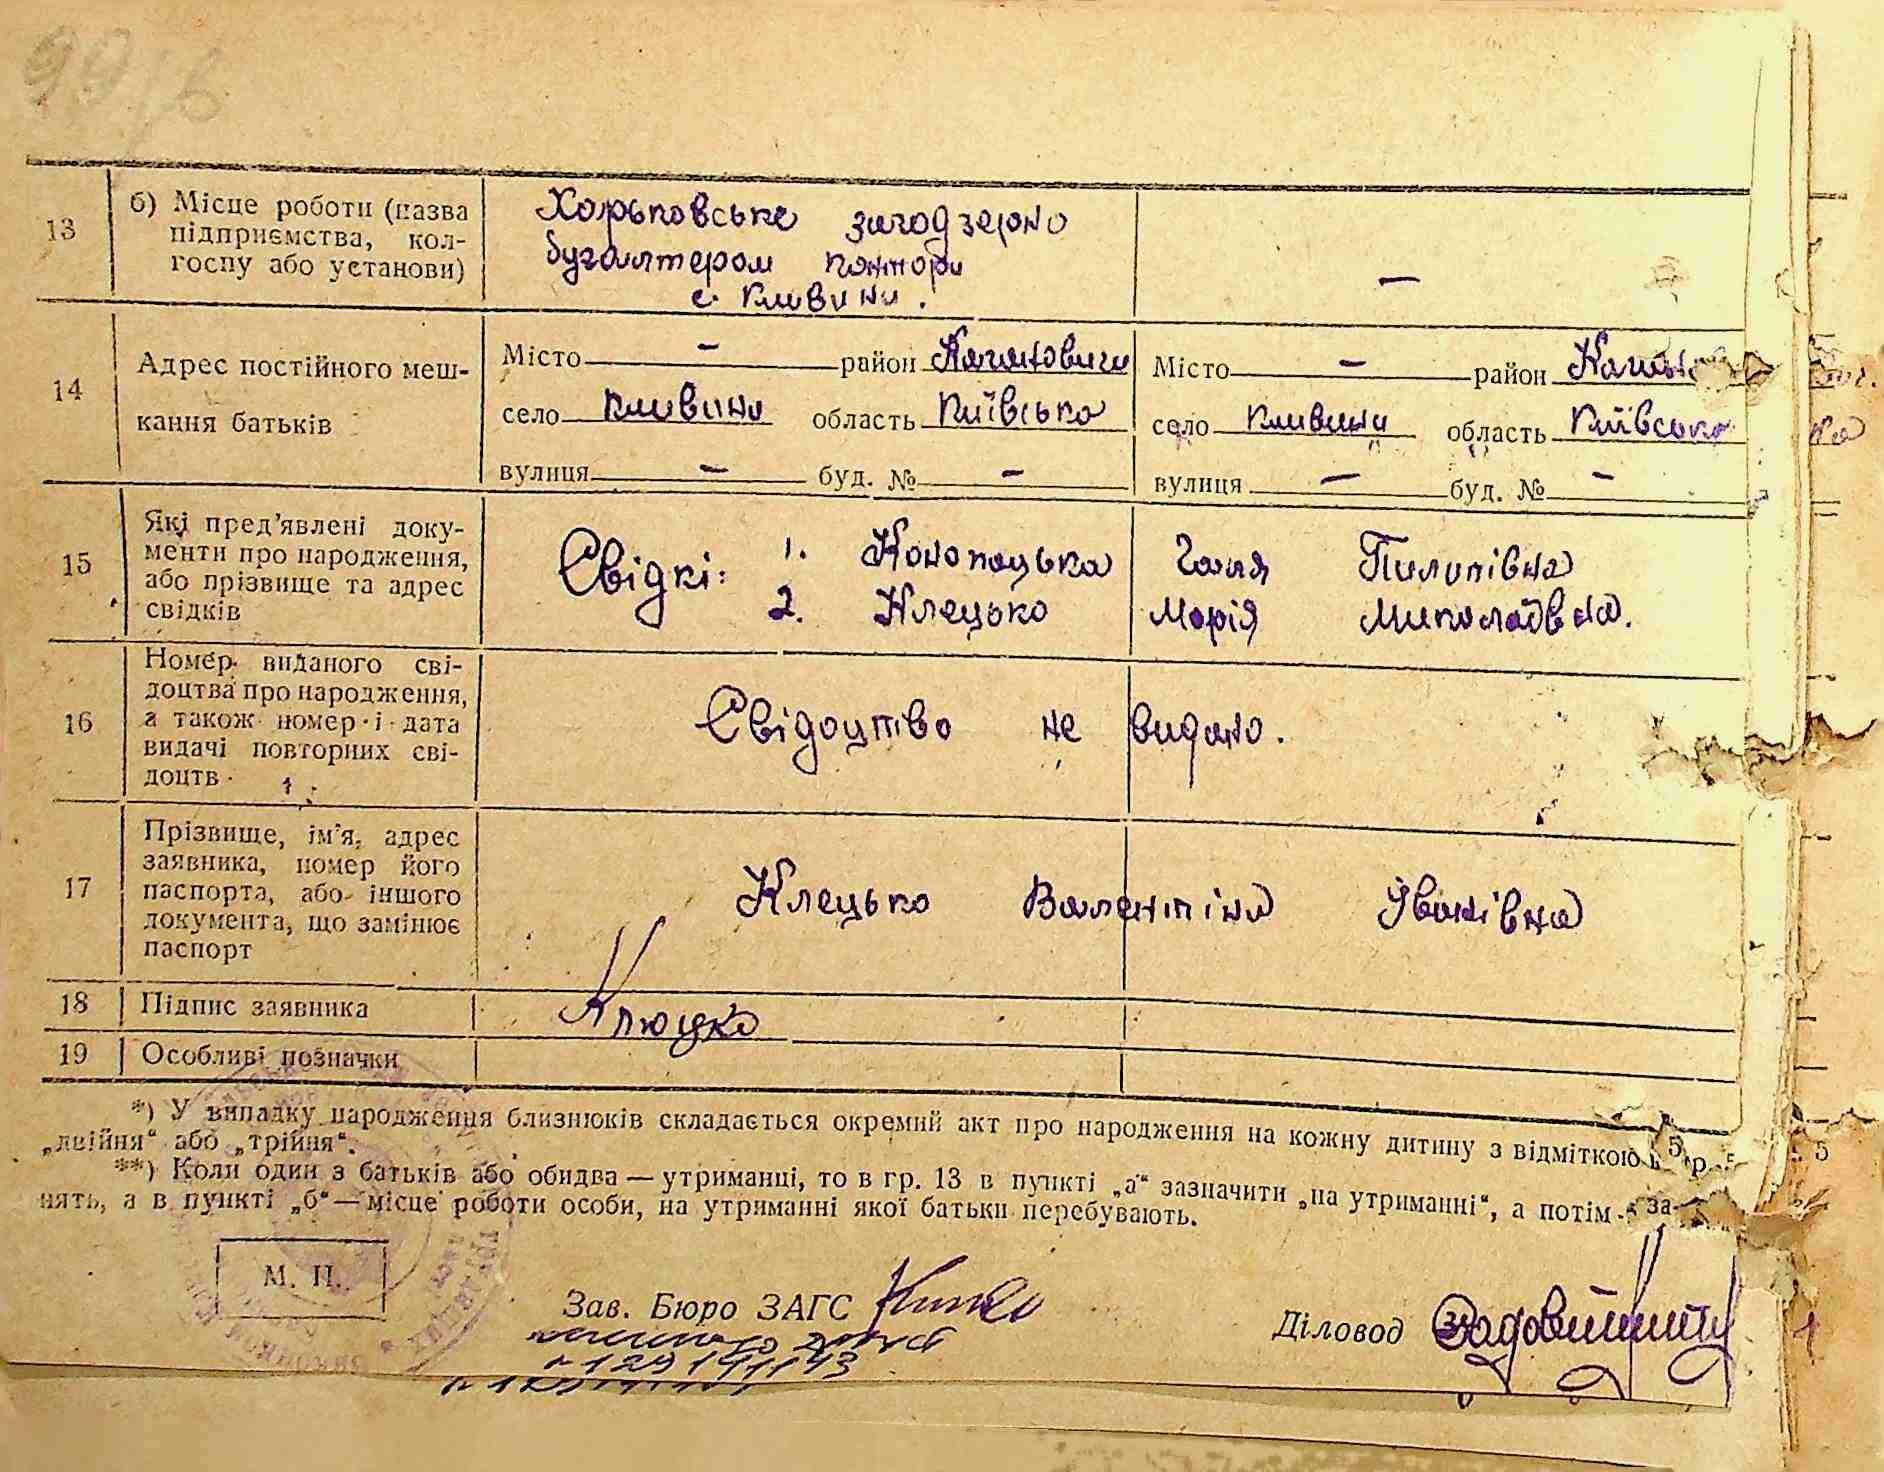 13
б) Місце роботи (назва
підприємства, кол-
госпу або установи)
Харьковське заготзерно
бугалтером контори
с. Кливини.
—
14
Адрес постійного меш-
кання батьків
Місто — район Каганович
село Кливини область Київська
вулиця — буд. № —
Місто — район
село Кливини область Київська
вулиця — буд. № —
15
Які пред’явлені доку-
менти про народження,
або прізвище та адрес
свідків
Свідкі: 1. Конопацька Галя Пилипівна
2. Клецько Марія Миколаївна.
16
Номер виданого сві-
доцтва про народження,
а також номер і дата
видачі повторних сві-
доцтв
Свідоцтво не видано.
17
Прізвище, ім’я, адрес
заявника, номер його
паспорта, або іншого
документа, що замінює
паспорт
Клецько Валентіна Іванівна
18
Підпис заявника
19
Особливі позначки
*) У випадку народження близнюків складається окремий акт про народження на кожну дитину з відміткою
„двійня“ або „трійня“.
**) Коли один з батьків або обидва — утриманці, то в гр. 13 в пункті „а“ зазначити „на утриманні“, а потім — за-
нять, а в пункті „б“ — місце роботи особи, на утриманні якої батьки перебувають.
М. П.
Зав. Бюро ЗАГС
Діловод